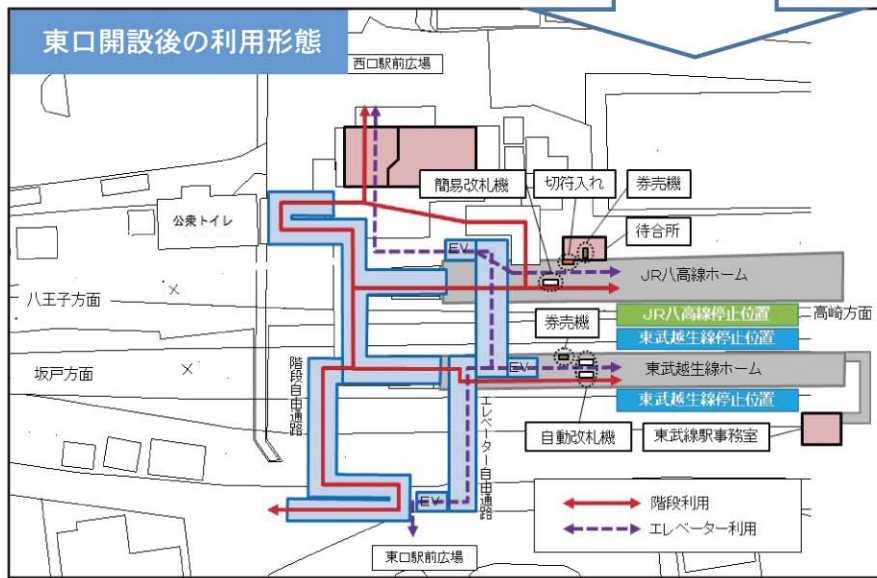 東口開設後の利用形態
西口駅前広場
簡易改札機
切符入れ
券売機
公衆トイレ
待合所
EV
JR八高線ホーム
八王子方面
JR八高線停止位置
高崎方面
券売機
東武越生線停止位置
坂戸方面
EV
東武越生線ホーム
階段自由通路
エレベーター自由通路
東武越生線停止位置
自動改札機
東武線駅事務室
EV
階段利用
エレベーター利用
東口駅前広場